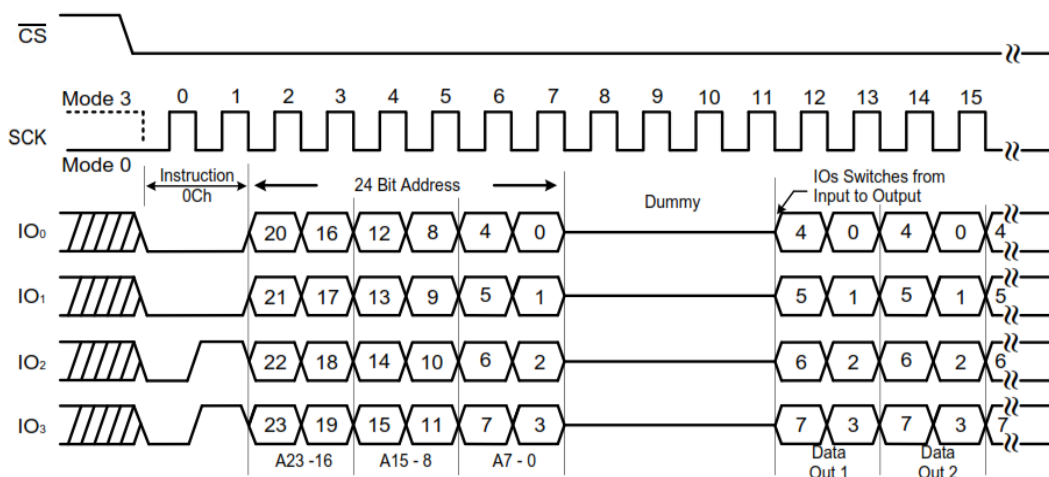 CS
Mode 3 0 1 2 3 4 5 6 7 8 9 10 11 12 13 14 15
SCK
Mode 0
Instruction
0Ch
24 Bit Address
Dummy
IOs Switches from
Input to Output
IO₀ 20 16 12 8 4 0 4 0 4 0 4
IO₁ 21 17 13 9 5 1 5 1 5 1 5
IO₂ 22 18 14 10 6 2 6 2 6 2 6
IO₃ 23 19 15 11 7 3 7 3 7 3 7
A23 -16 A15 - 8 A7 - 0
Data
Out 1
Data
Out 2